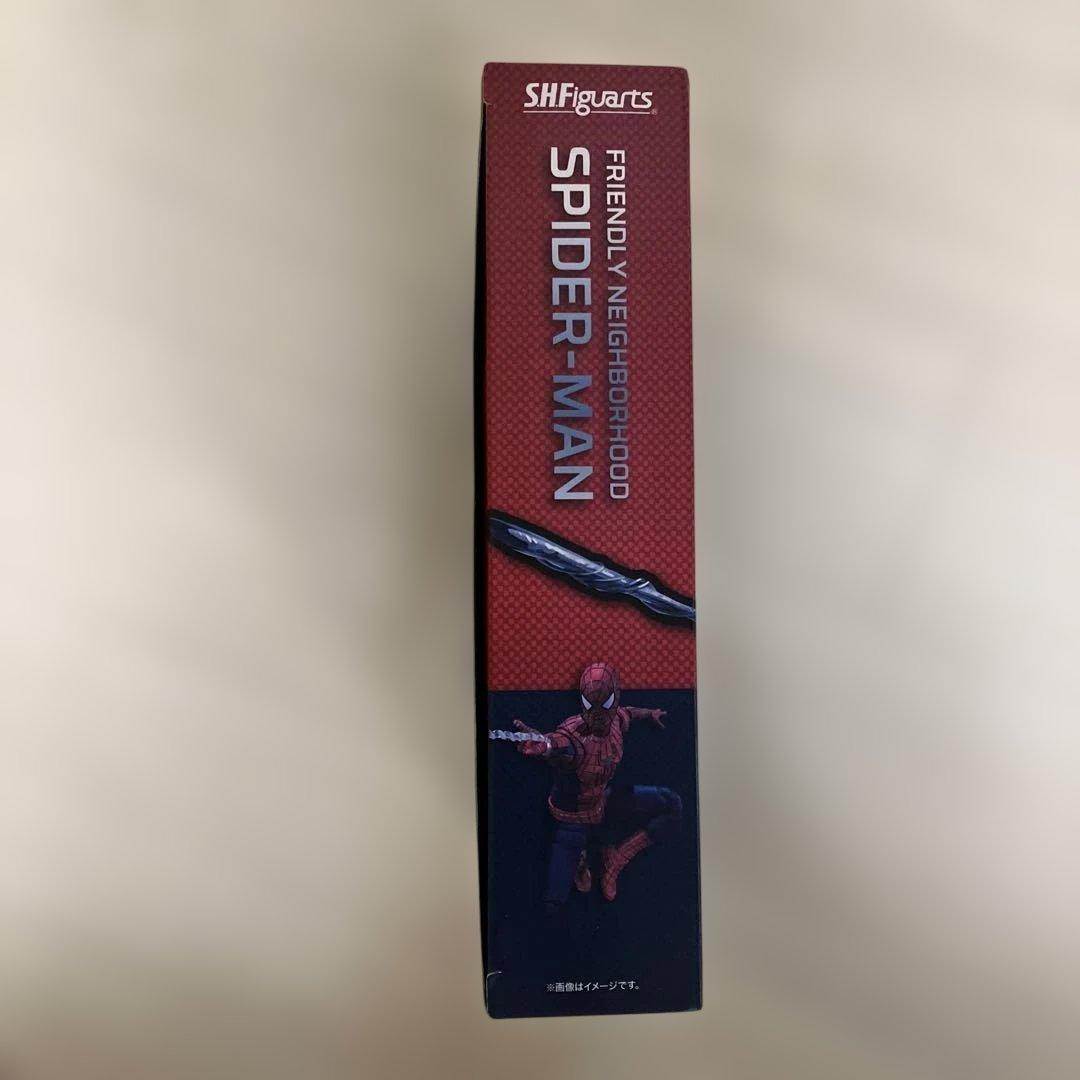 S.H.Figuarts®
FRIENDLY NEIGHBORHOOD
SPIDER-MAN
※画像はイメージです。